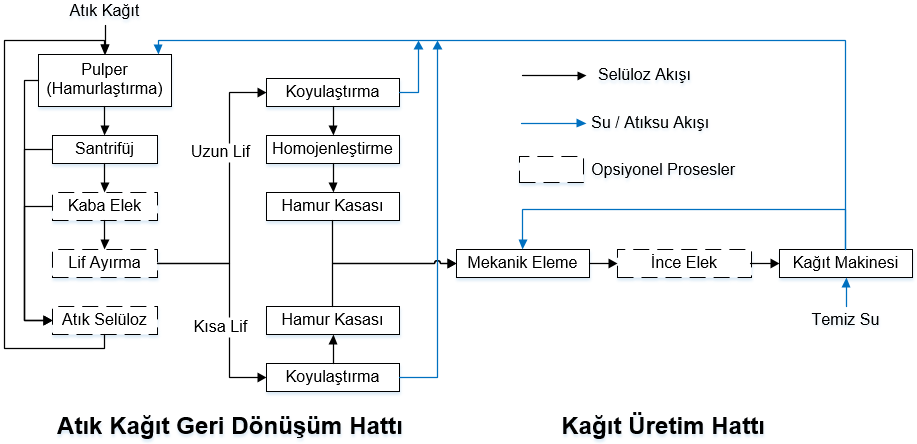 Atık Kağıt
Pulper
(Hamurlaştırma)
Santrifüj
Kaba Elek
Lif Ayırma
Atık Selüloz
Uzun Lif
Kısa Lif
Koyulaştırma
Homojenleştirme
Hamur Kasası
Hamur Kasası
Koyulaştırma
Selüloz Akışı
Su / Atıksu Akışı
Opsiyonel Prosesler
Mekanik Eleme
İnce Elek
Kağıt Makinesi
Temiz Su
Atık Kağıt Geri Dönüşüm Hattı
Kağıt Üretim Hattı